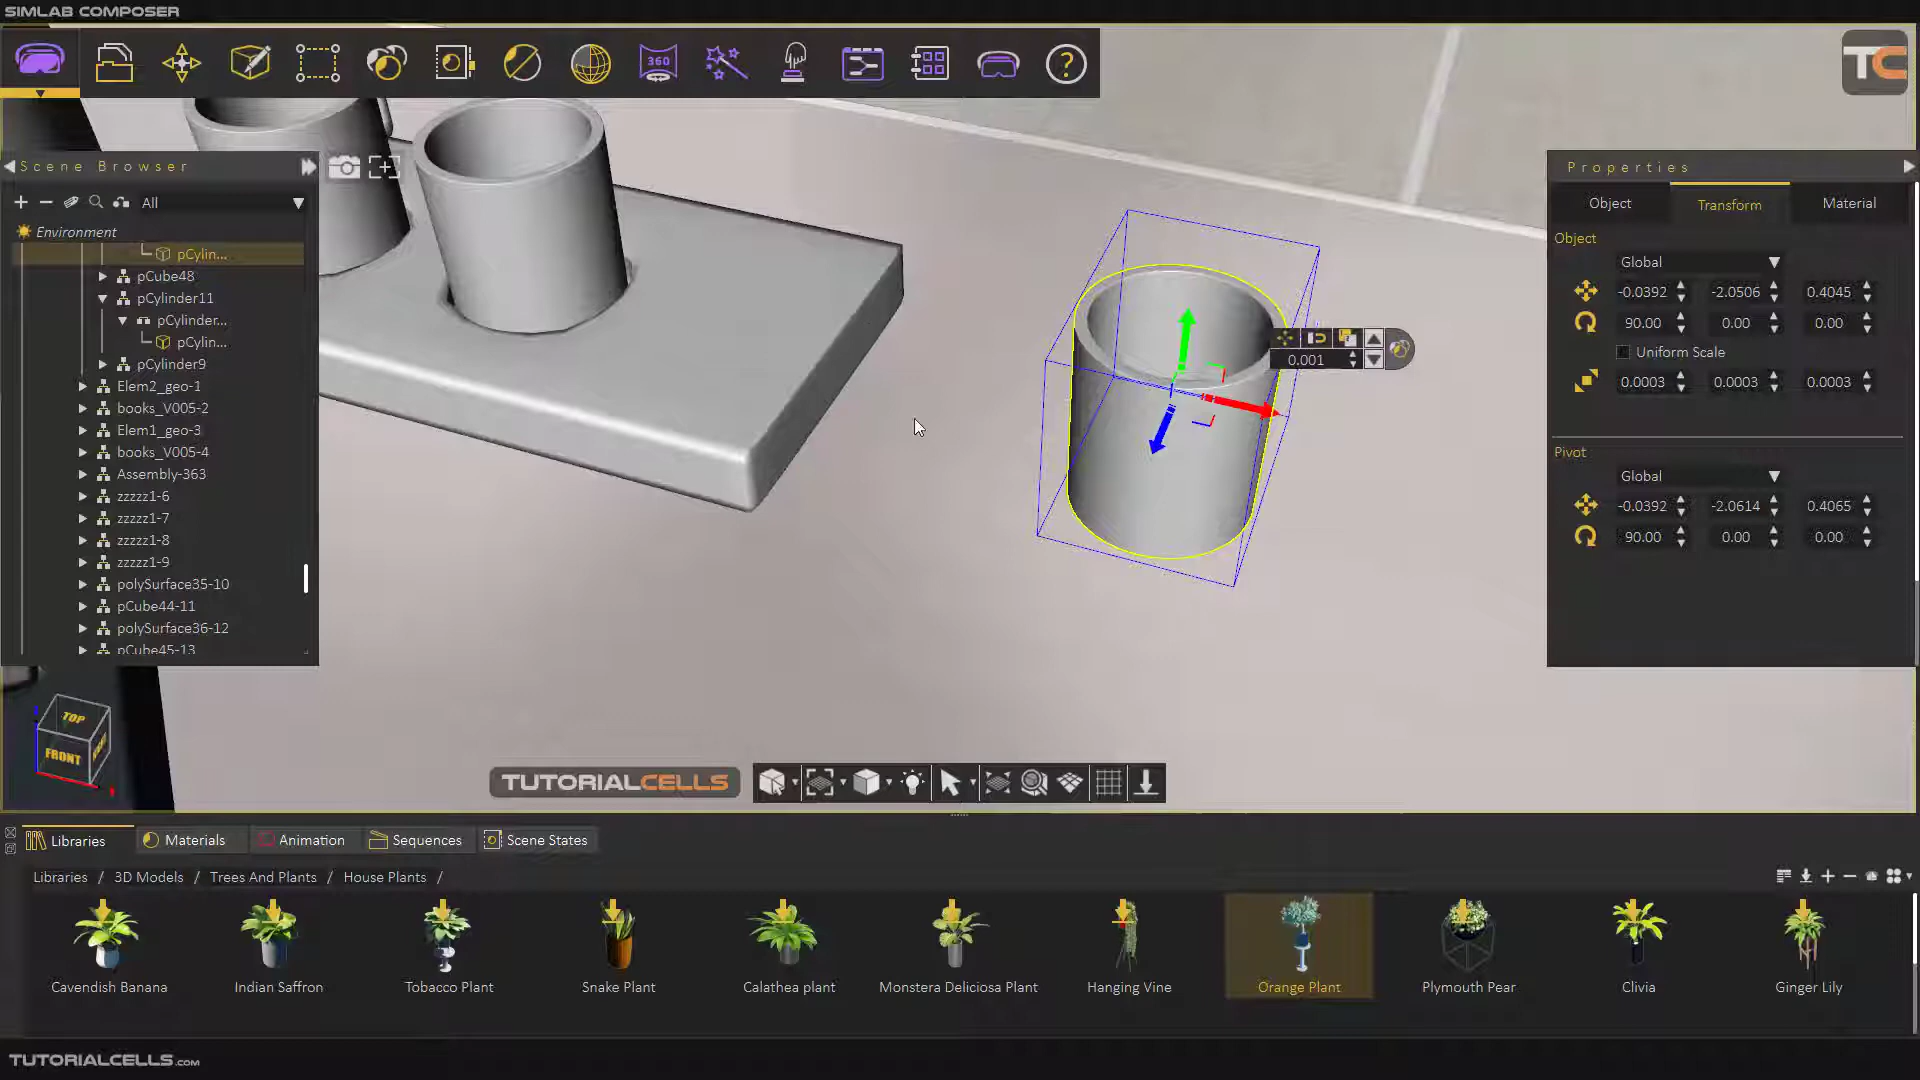 SIMLAB COMPOSER
360
TC
Scene Browser
All
Environment
pCylin...
pCube48
pCylinder11
pCylinder...
pCylin...
pCylinder9
Elem2_geo-1
books_V005-2
Elem1_geo-3
books_V005-4
Assembly-363
zzzzz1-6
zzzzz1-7
zzzzz1-8
zzzzz1-9
polySurface35-10
pCube44-11
polySurface36-12
pCube45-13
0.001
Properties
Object Transform Material
Object
Global
-0.0392 -2.0506 0.4045
90.00 0.00 0.00
Uniform Scale
0.0003 0.0003 0.0003
Pivot
Global
-0.0392 -2.0614 0.4065
90.00 0.00 0.00
TOP
FRONT
TUTORIALCELLS
Libraries Materials Animation Sequences Scene States
Libraries / 3D Models / Trees And Plants / House Plants /
Cavendish Banana Indian Saffron Tobacco Plant Snake Plant Calathea plant Monstera Deliciosa Plant Hanging Vine Orange Plant Plymouth Pear Clivia Ginger Lily
TUTORIALCELLS.com